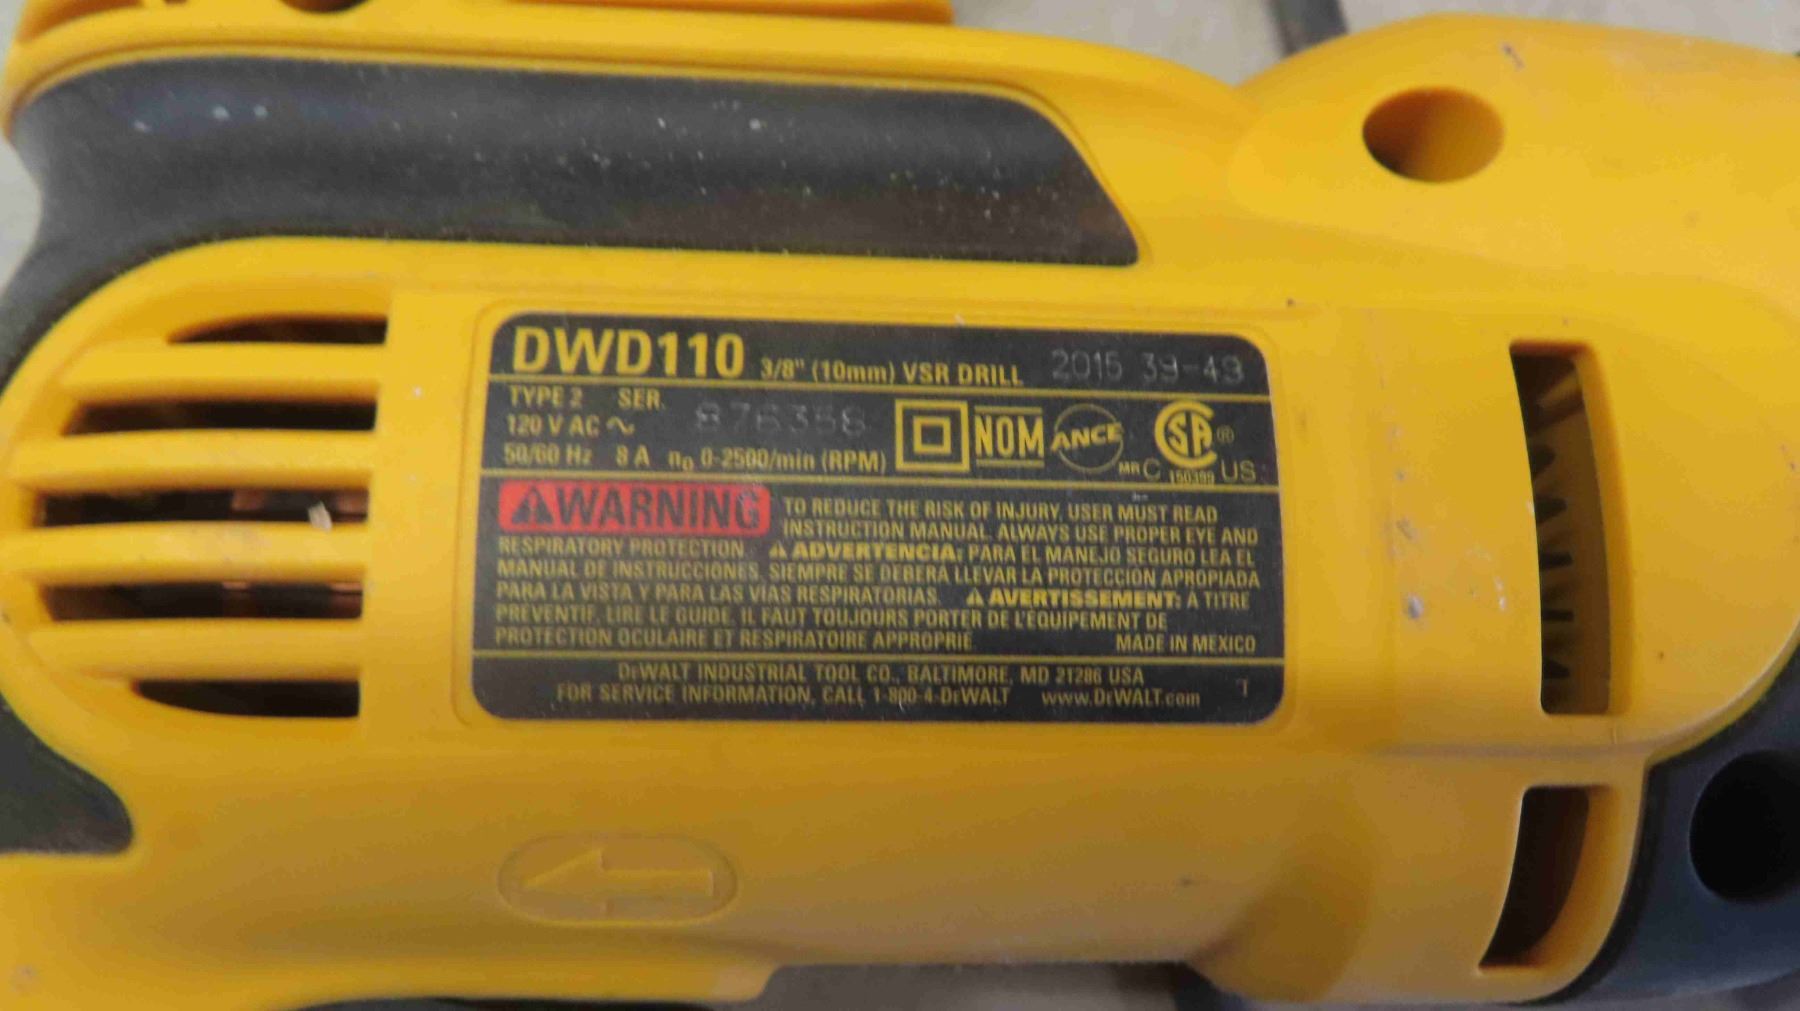 DWD110 3/8" (10mm) VSR DRILL 2015 39-49
TYPE 2 SER. 876358
120 V AC ~
50/60 Hz 8 A n₀ 0-2500/min (RPM)
NOM ANCE SA ® MR C 150399 US
⚠WARNING TO REDUCE THE RISK OF INJURY, USER MUST READ
INSTRUCTION MANUAL. ALWAYS USE PROPER EYE AND
RESPIRATORY PROTECTION. ⚠ ADVERTENCIA: PARA EL MANEJO SEGURO LEA EL
MANUAL DE INSTRUCCIONES. SIEMPRE SE DEBERA LLEVAR LA PROTECCION APROPIADA
PARA LA VISTA Y PARA LAS VIAS RESPIRATORIAS. ⚠ AVERTISSEMENT: A TITRE
PREVENTIF, LIRE LE GUIDE. IL FAUT TOUJOURS PORTER DE L'EQUIPEMENT DE
PROTECTION OCULAIRE ET RESPIRATOIRE APPROPRIE. MADE IN MEXICO
DEWALT INDUSTRIAL TOOL CO., BALTIMORE, MD 21286 USA
FOR SERVICE INFORMATION, CALL 1-800-4-DEWALT www.DEWALT.com